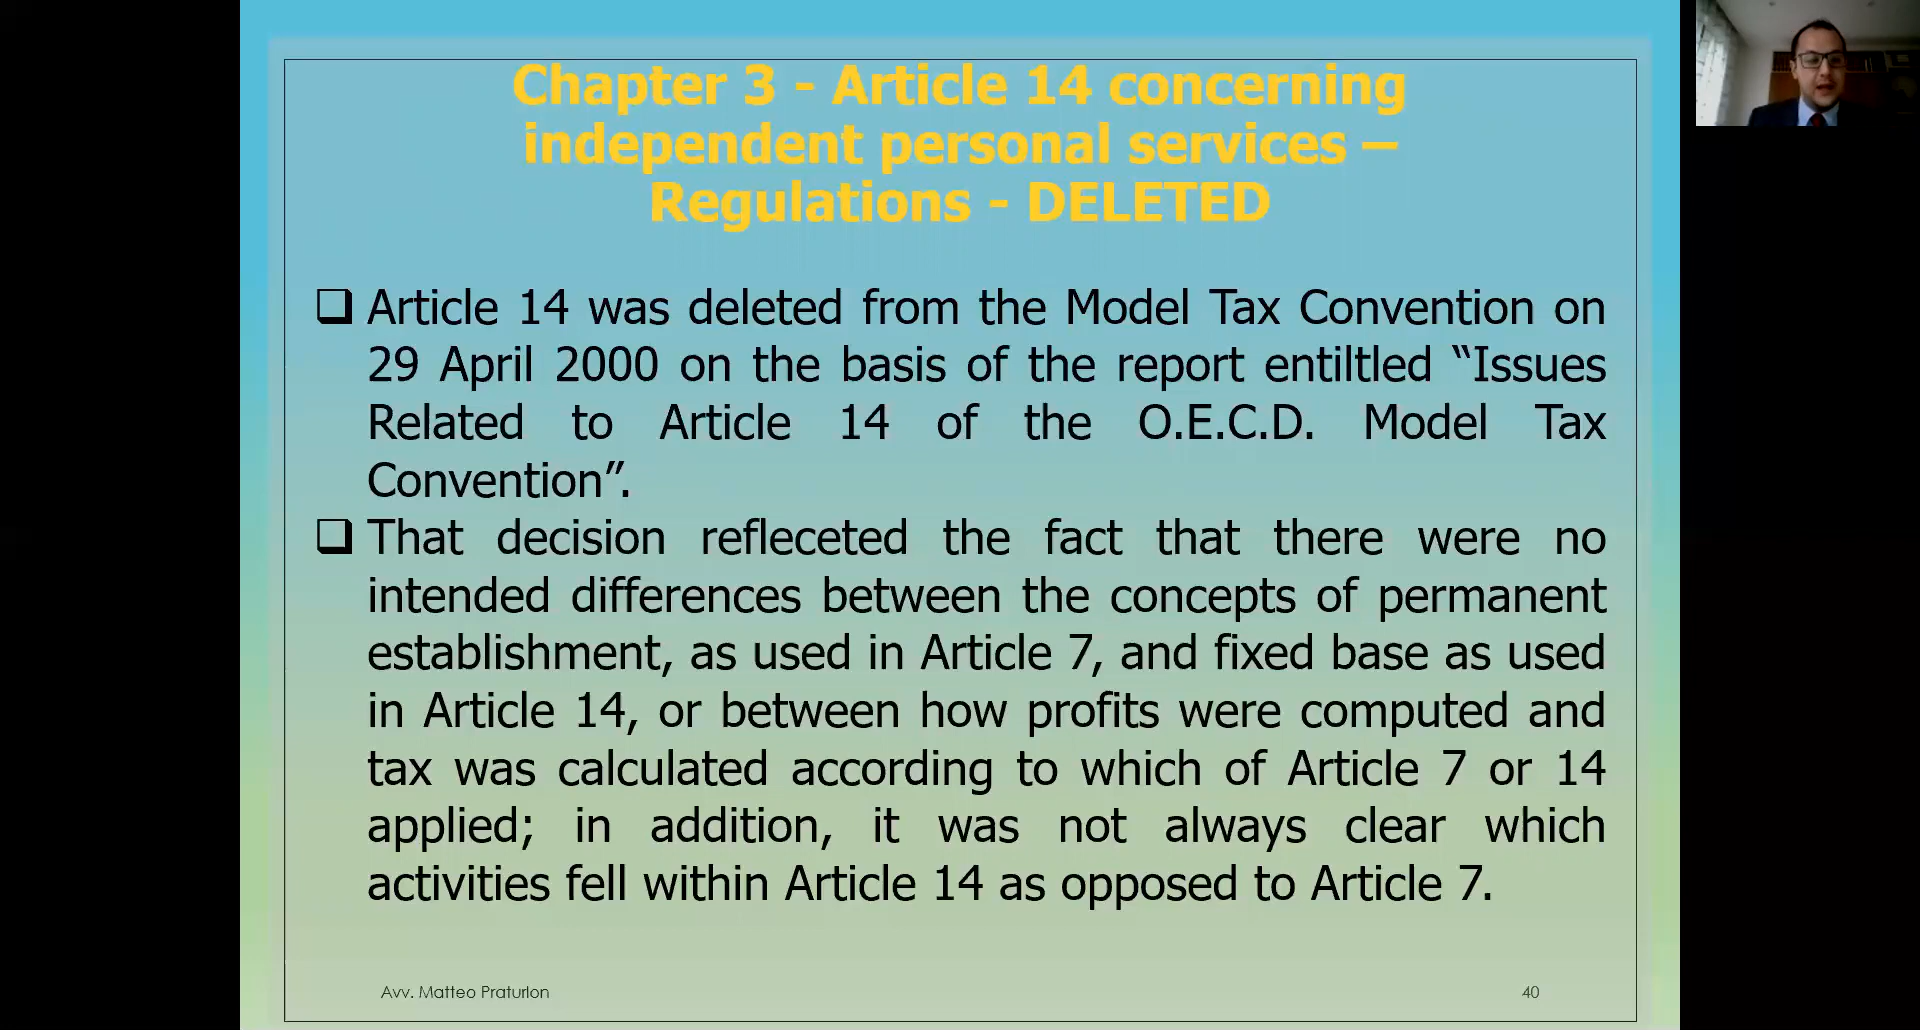 Chapter 3 - Article 14 concerning
independent personal services –
Regulations - DELETED
Article 14 was deleted from the Model Tax Convention on
29 April 2000 on the basis of the report entiltled “Issues
Related to Article 14 of the O.E.C.D. Model Tax
Convention”.
That decision refleceted the fact that there were no
intended differences between the concepts of permanent
establishment, as used in Article 7, and fixed base as used
in Article 14, or between how profits were computed and
tax was calculated according to which of Article 7 or 14
applied; in addition, it was not always clear which
activities fell within Article 14 as opposed to Article 7.
Avv. Matteo Praturlon
40